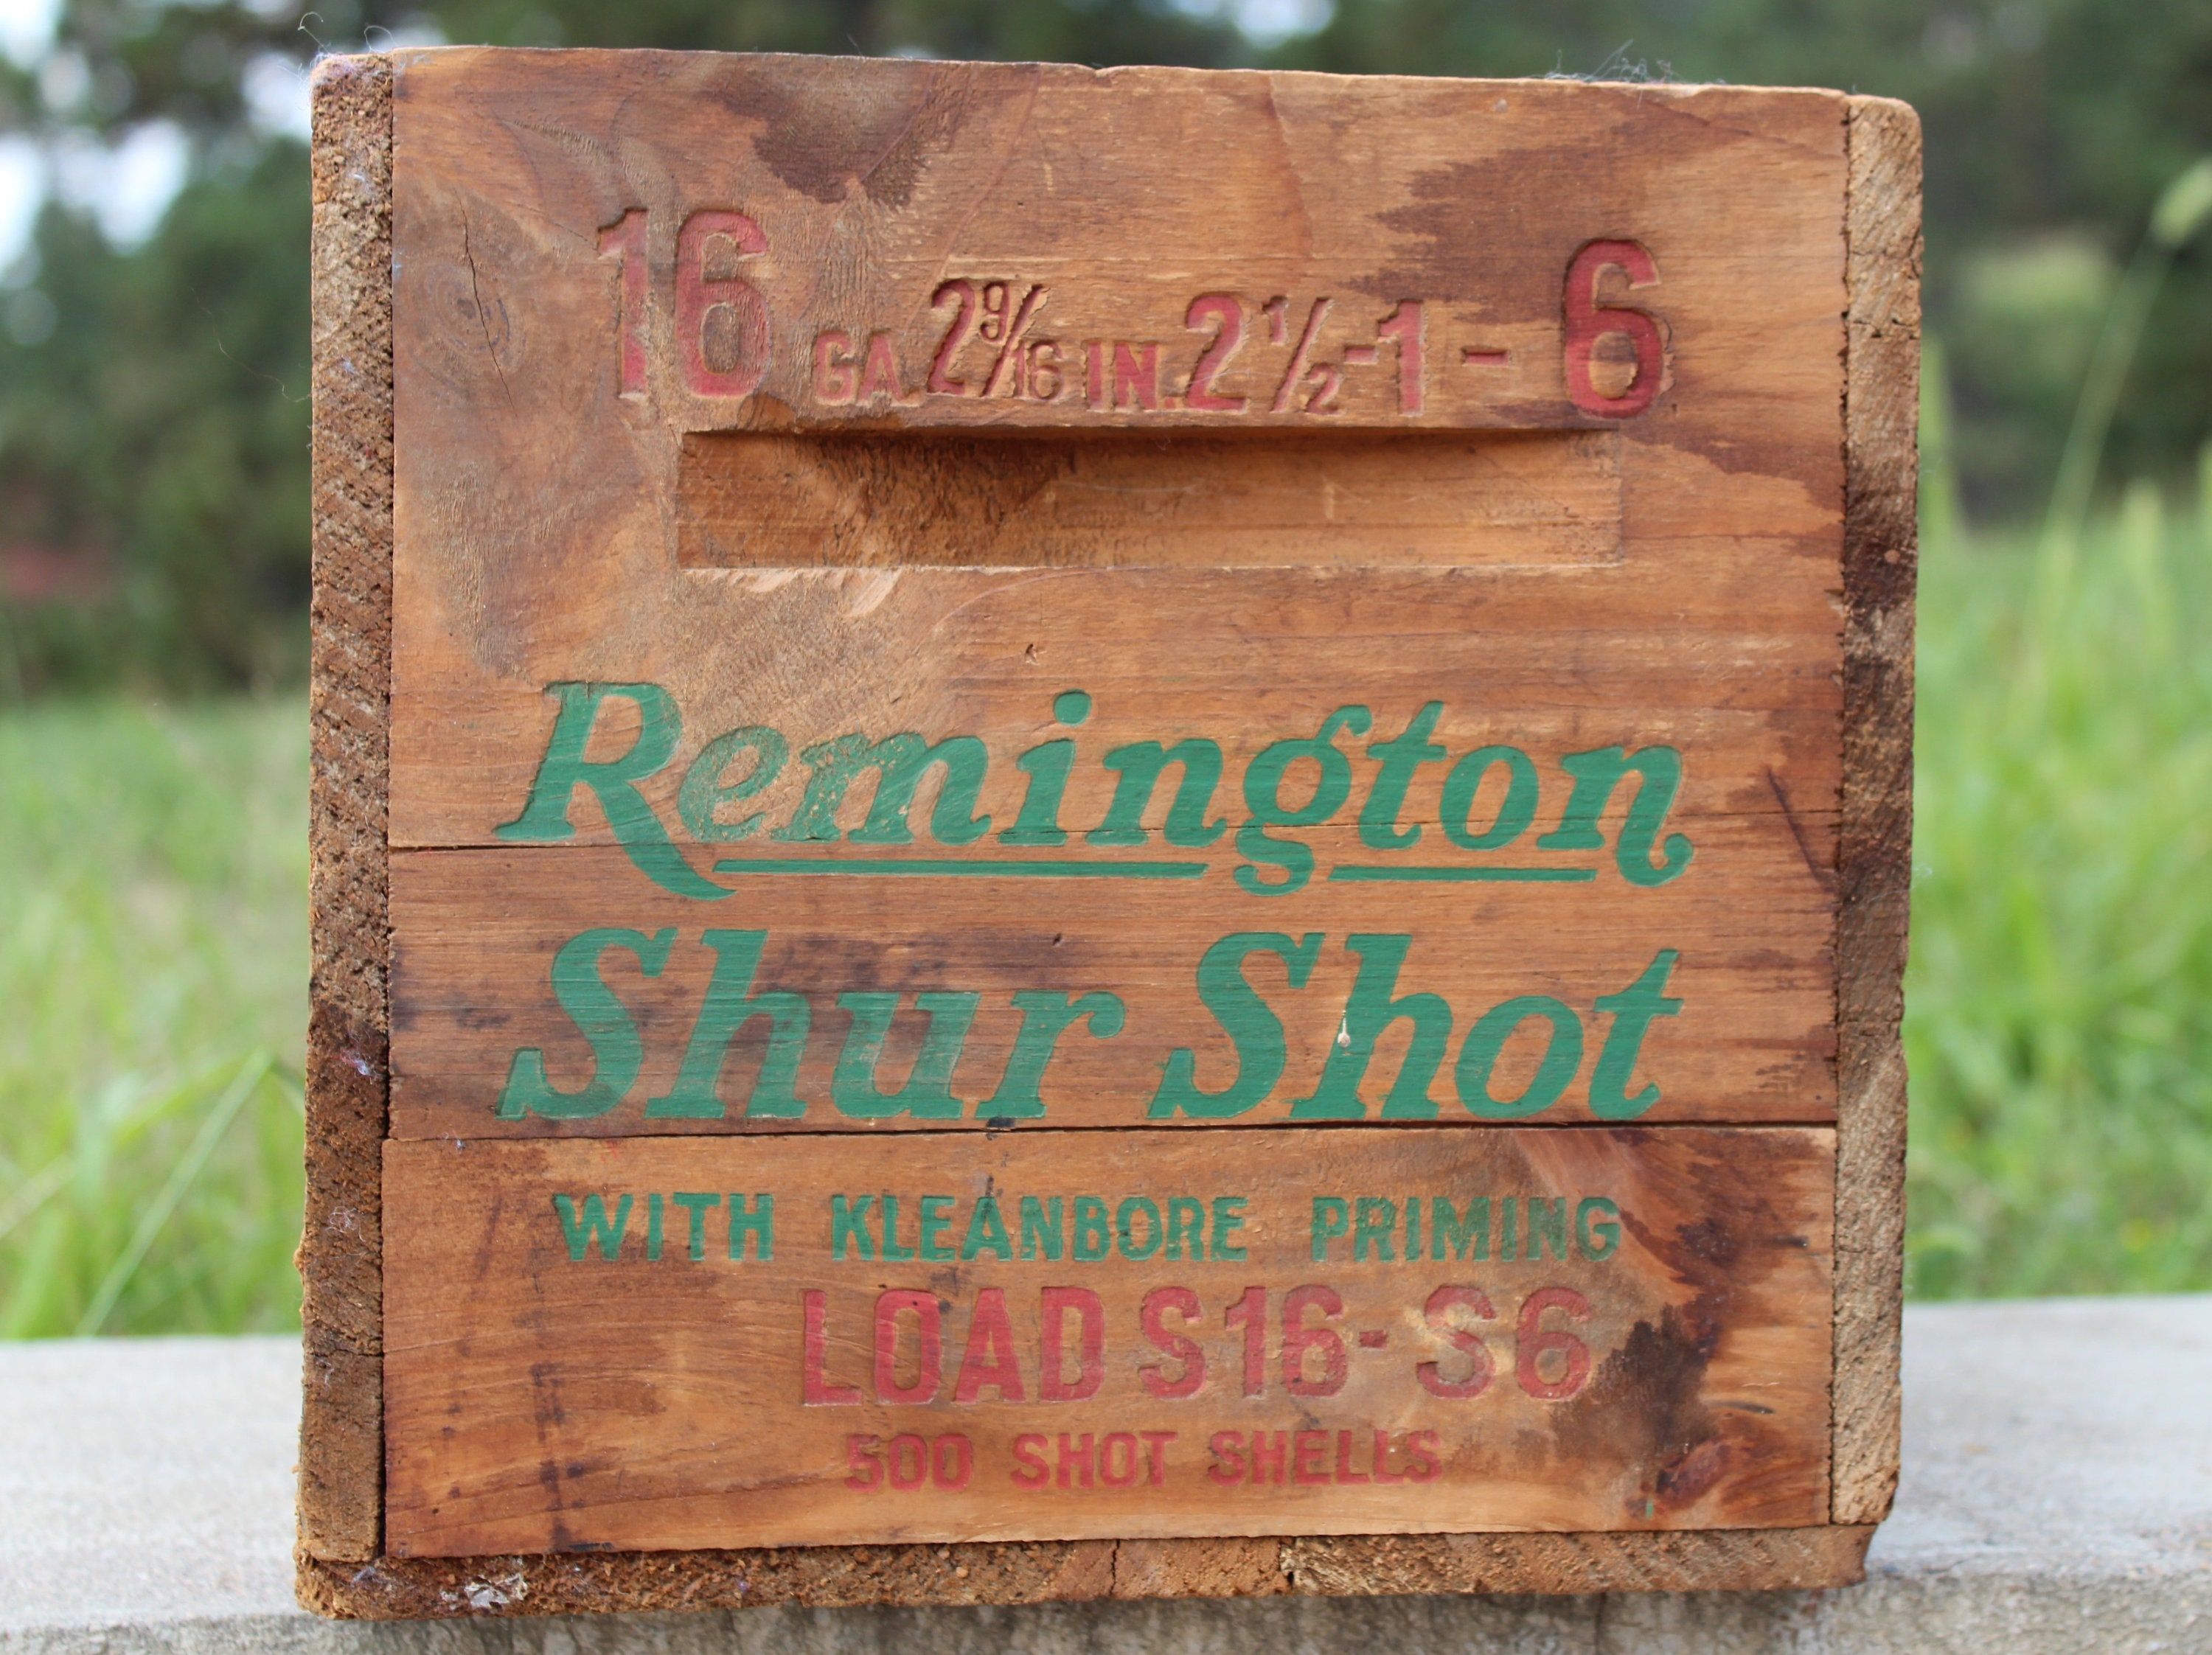 16 GA. 2 9/16 IN. 2 1/2-1-6
Remington
Shur Shot
WITH KLEANBORE PRIMING
LOAD S16-S6
500 SHOT SHELLS